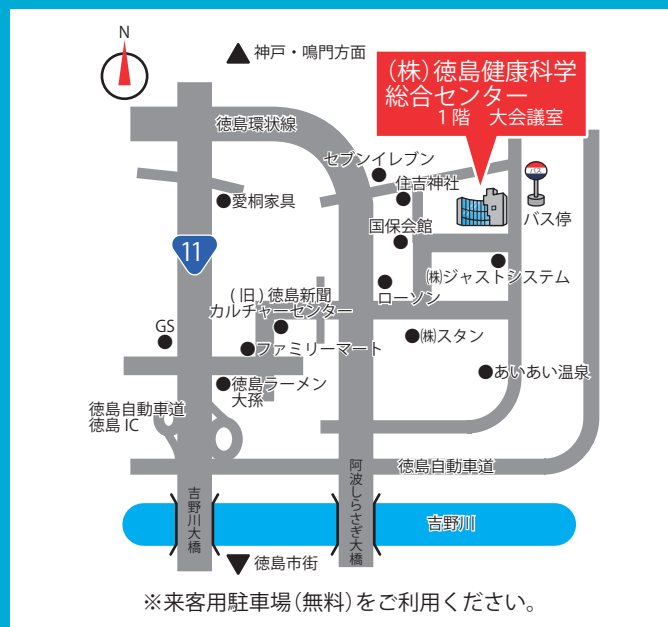 N
神戸・鳴門方面
(株)徳島健康科学
総合センター
1階　大会議室
徳島環状線
セブンイレブン
住吉神社
バス
バス停
愛桐家具
国保会館
11
㈱ジャストシステム
(旧)徳島新聞
カルチャーセンター
ローソン
GS
ファミリーマート
㈱スタン
徳島ラーメン
大孫
あいあい温泉
徳島自動車道
徳島 IC
徳島自動車道
吉野川大橋
阿波しらさぎ大橋
吉野川
徳島市街
※来客用駐車場(無料)をご利用ください。